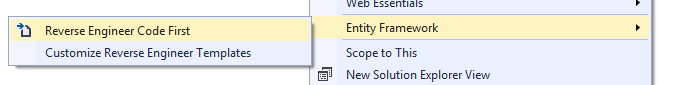 Web Essentials
Reverse Engineer Code First
Entity Framework
Customize Reverse Engineer Templates
Scope to This
New Solution Explorer View